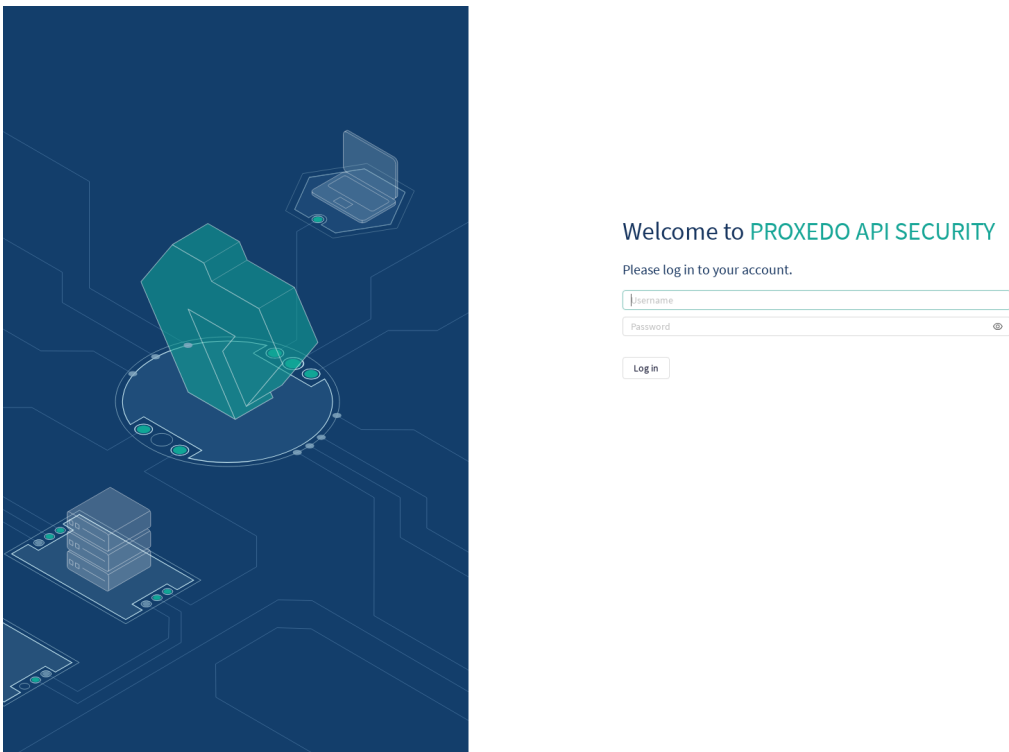 Welcome to PROXEDO API SECURITY
Please log in to your account.
Username
Password
Log in